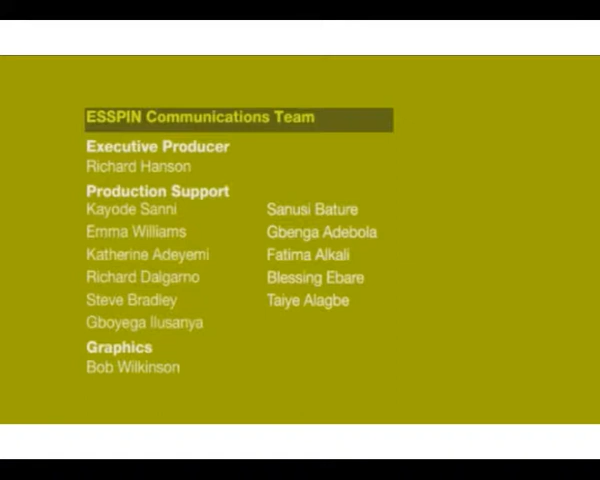 ESSPIN Communications Team
Executive Producer
Richard Hanson
Production Support
Kayode Sanni
Emma Williams
Katherine Adeyemi
Richard Dalgarno
Steve Bradley
Gboyega Ilusanya
Sanusi Bature
Gbenga Adebola
Fatima Alkali
Blessing Ebare
Taiye Alagbe
Graphics
Bob Wilkinson